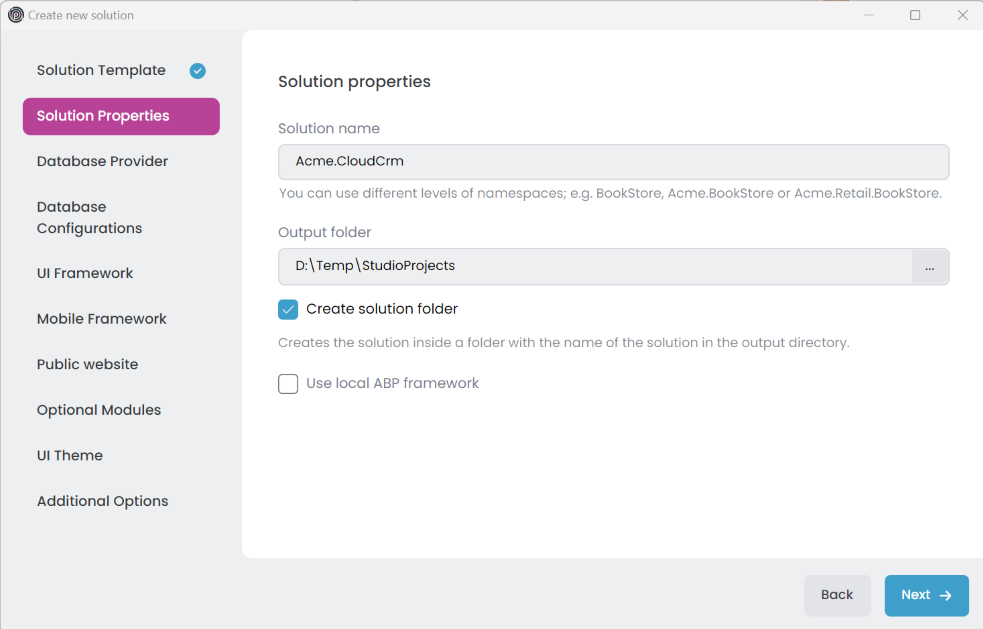 Create new solution
Solution Template
Solution Properties
Database Provider
Database
Configurations
UI Framework
Mobile Framework
Public website
Optional Modules
UI Theme
Additional Options
Solution properties
Solution name
Acme.CloudCrm
You can use different levels of namespaces; e.g. BookStore, Acme.BookStore or Acme.Retail.BookStore.
Output folder
D:\Temp\StudioProjects
...
Create solution folder
Creates the solution inside a folder with the name of the solution in the output directory.
Use local ABP framework
Back
Next →